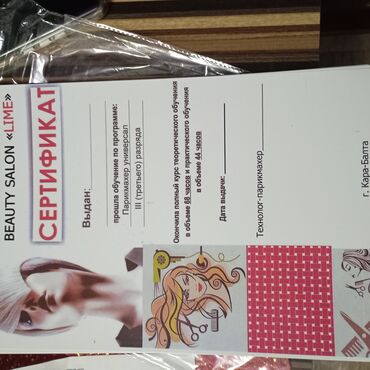 BEAUTY SALON «LIME»
СЕРТИФИКАТ
Выдан:
прошла обучение по программе:
Парикмахер универсал
III (третьего) разряда
Окончила полный курс теоретического обучения
в объеме 68 часов и практического обучения
в объеме 44 часов
Дата выдачи:
Технолог-парикмахер
г. Кара-Балта